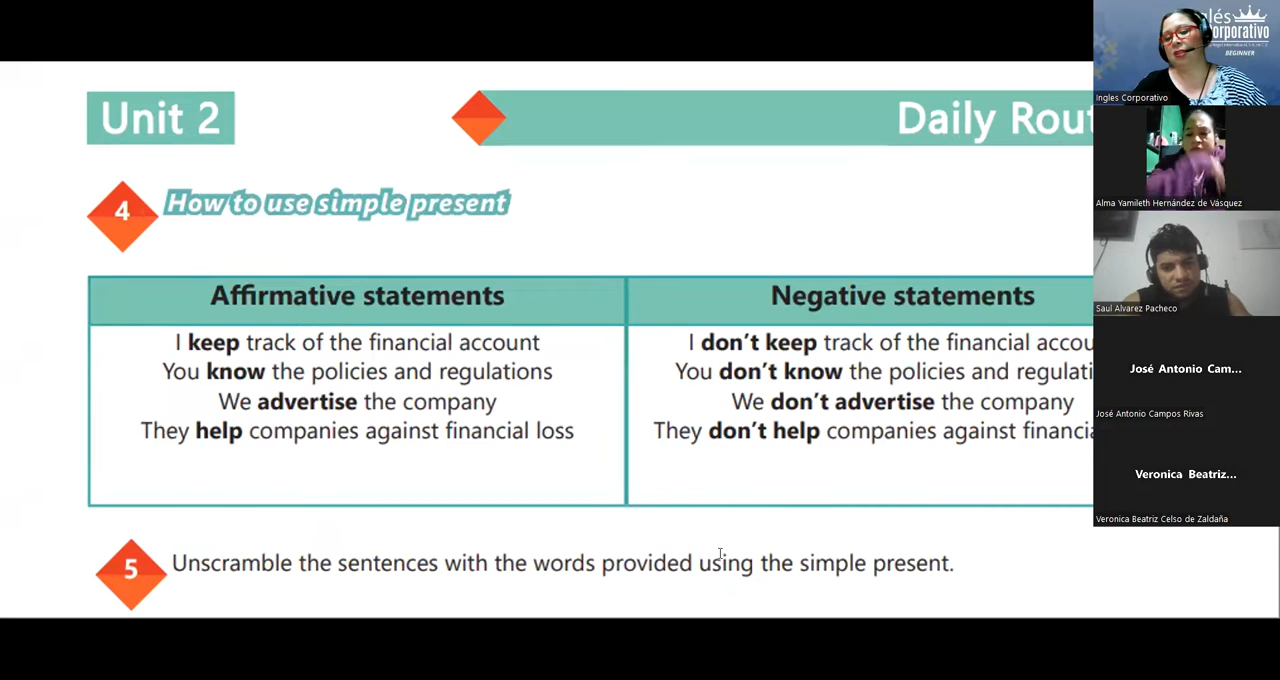 Unit 2
Daily Rout
4
How to use simple present
Affirmative statements
I keep track of the financial account
You know the policies and regulations
We advertise the company
They help companies against financial loss
Negative statements
I don't keep track of the financial accou
You don't know the policies and regulati
We don't advertise the company
They don't help companies against financia
5
Unscramble the sentences with the words provided using the simple present.
orporativo
BEGINNER
Ingles Corporativo
Alma Yamileth Hernández de Vásquez
Saul Alvarez Pacheco
José Antonio Cam...
José Antonio Campos Rivas
Veronica Beatriz...
Veronica Beatriz Celso de Zaldaña